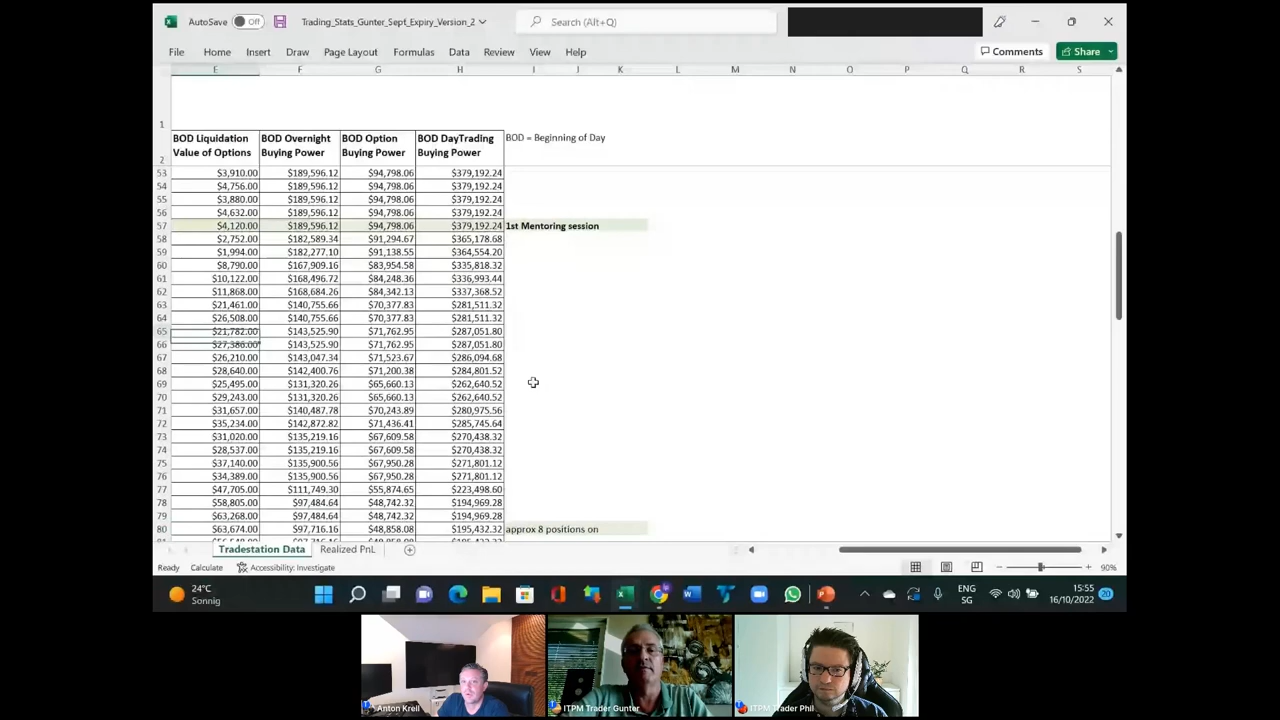 AutoSave Off Trading_Stats_Gunter_Sept_Expiry_Version_2 Search (Alt+Q)
File Home Insert Draw Page Layout Formulas Data Review View Help Comments Share
E F G H I J K L M N O P Q R S
1
2 BOD Liquidation Value of Options BOD Overnight Buying Power BOD Option Buying Power BOD DayTrading Buying Power BOD = Beginning of Day
53 $3,910.00 $189,596.12 $94,798.06 $379,192.24
54 $4,756.00 $189,596.12 $94,798.06 $379,192.24
55 $3,880.00 $189,596.12 $94,798.06 $379,192.24
56 $4,632.00 $189,596.12 $94,798.06 $379,192.24
57 $4,120.00 $189,596.12 $94,798.06 $379,192.24 1st Mentoring session
58 $2,752.00 $182,589.34 $91,294.67 $365,178.68
59 $1,994.00 $182,277.10 $91,138.55 $364,554.20
60 $8,790.00 $167,909.16 $83,954.58 $335,818.32
61 $10,122.00 $168,496.72 $84,248.36 $336,993.44
62 $11,868.00 $168,684.26 $84,342.13 $337,368.52
63 $21,461.00 $140,755.66 $70,377.83 $281,511.32
64 $26,508.00 $140,755.66 $70,377.83 $281,511.32
65 $21,782.00 $143,525.90 $71,762.95 $287,051.80
66 $27,386.00 $143,525.90 $71,762.95 $287,051.80
67 $26,210.00 $143,047.34 $71,523.67 $286,094.68
68 $28,640.00 $142,400.76 $71,200.38 $284,801.52
69 $25,495.00 $131,320.26 $65,660.13 $262,640.52
70 $29,243.00 $131,320.26 $65,660.13 $262,640.52
71 $31,657.00 $140,487.78 $70,243.89 $280,975.56
72 $35,234.00 $142,872.82 $71,436.41 $285,745.64
73 $31,020.00 $135,219.16 $67,609.58 $270,438.32
74 $28,537.00 $135,219.16 $67,609.58 $270,438.32
75 $37,140.00 $135,900.56 $67,950.28 $271,801.12
76 $34,389.00 $135,900.56 $67,950.28 $271,801.12
77 $47,705.00 $111,749.30 $55,874.65 $223,498.60
78 $58,805.00 $97,484.64 $48,742.32 $194,969.28
79 $63,268.00 $97,484.64 $48,742.32 $194,969.28
80 $63,674.00 $97,716.16 $48,858.08 $195,432.32 approx 8 positions on
Tradestation Data Realized PnL
Ready Calculate Accessibility: Investigate 90%
24°C ENG 15:55
Sonnig SG 16/10/2022 20
Anton Kreil ITPM Trader Gunter ITPM Trader Phil